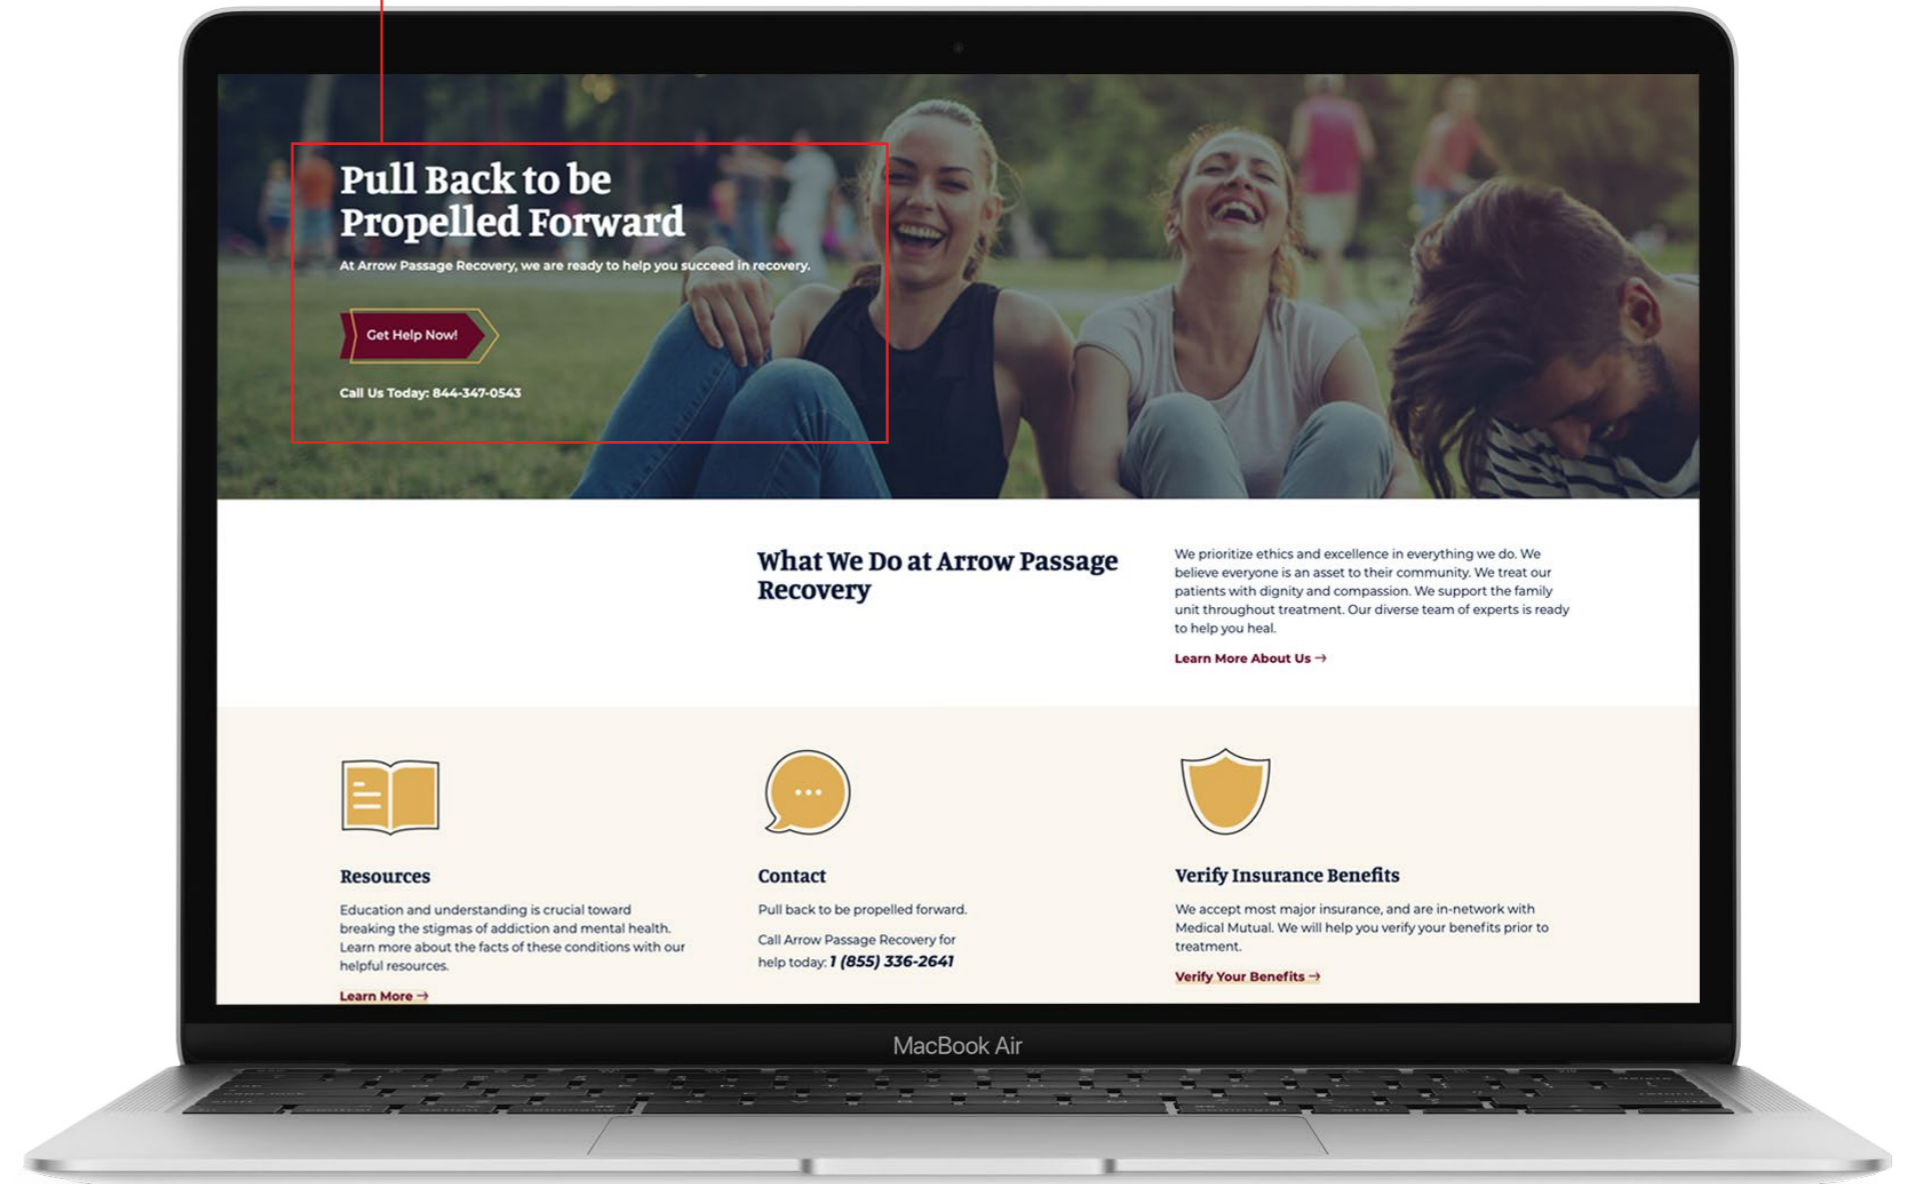 Pull Back to be
Propelled Forward
At Arrow Passage Recovery, we are ready to help you succeed in recovery.
Get Help Now!
Call Us Today: 844-347-0543
What We Do at Arrow Passage
Recovery
We prioritize ethics and excellence in everything we do. We
believe everyone is an asset to their community. We treat our
patients with dignity and compassion. We support the family
unit throughout treatment. Our diverse team of experts is ready
to help you heal.
Learn More About Us →
Resources
Education and understanding is crucial toward
breaking the stigmas of addiction and mental health.
Learn more about the facts of these conditions with our
helpful resources.
Learn More →
Contact
Pull back to be propelled forward.
Call Arrow Passage Recovery for
help today: 1 (855) 336-2641
Verify Insurance Benefits
We accept most major insurance, and are in-network with
Medical Mutual. We will help you verify your benefits prior to
treatment.
Verify Your Benefits →
MacBook Air